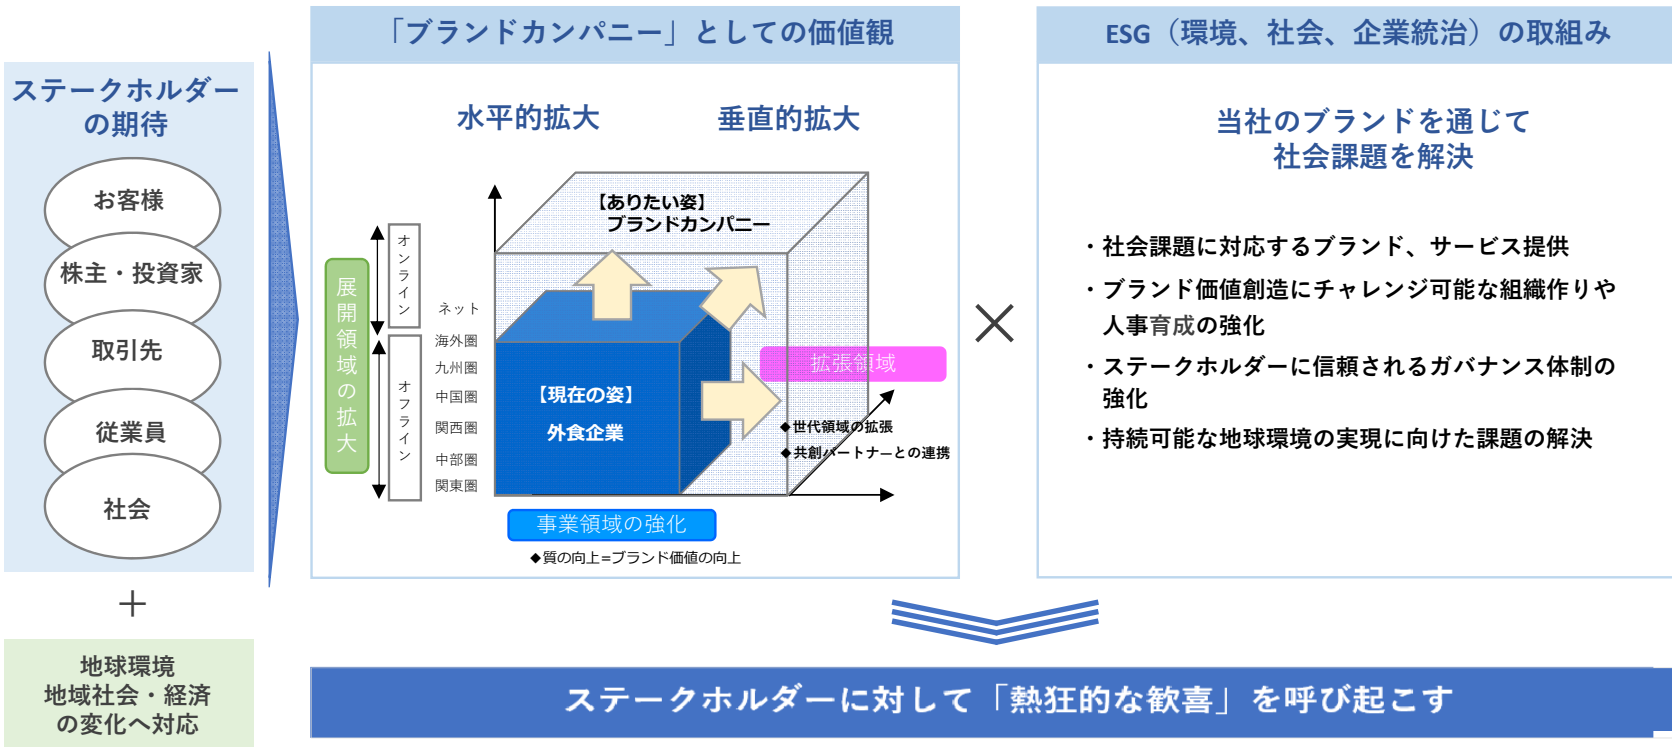 ステークホルダー
の期待
お客様
株主・投資家
取引先
従業員
社会
＋
地球環境
地域社会・経済
の変化へ対応
「ブランドカンパニー」としての価値観
水平的拡大
垂直的拡大
【ありたい姿】
ブランドカンパニー
展開領域の拡大
オンライン
オフライン
ネット
海外圏
九州圏
中国圏
関西圏
中部圏
関東圏
【現在の姿】
外食企業
拡張領域
◆世代領域の拡張
◆共創パートナーとの連携
事業領域の強化
◆質の向上=ブランド価値の向上
×
ESG（環境、社会、企業統治）の取組み
当社のブランドを通じて
社会課題を解決
・社会課題に対応するブランド、サービス提供
・ブランド価値創造にチャレンジ可能な組織作りや
人事育成の強化
・ステークホルダーに信頼されるガバナンス体制の
強化
・持続可能な地球環境の実現に向けた課題の解決
ステークホルダーに対して「熱狂的な歓喜」を呼び起こす